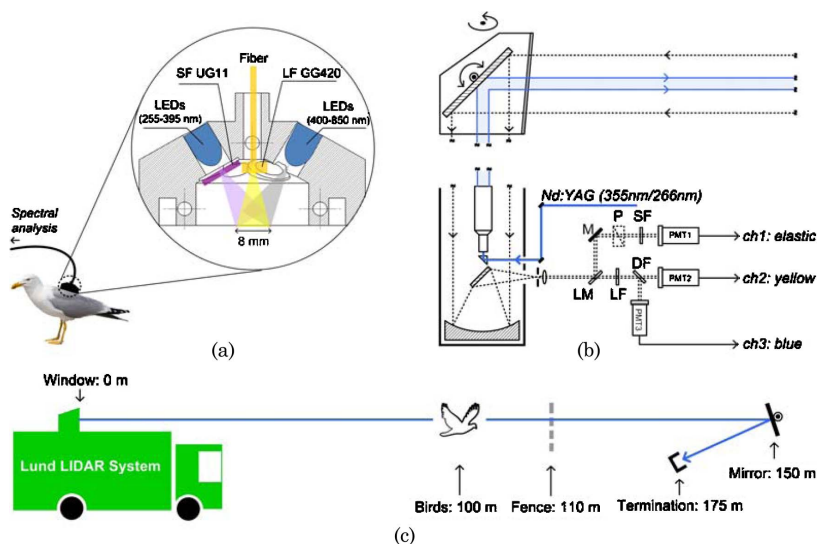 Fiber
SF UG11
LF GG420
LEDs
(255-395 nm)
LEDs
(400-850 nm)
8 mm
Spectral
analysis
(a)
Nd:YAG (355nm/266nm)
M
P
SF
PMT1
ch1: elastic
DF
PMT2
ch2: yellow
LM
LF
PMT3
ch3: blue
(b)
Window: 0 m
Lund LIDAR System
Birds: 100 m
Fence: 110 m
Termination: 175 m
Mirror: 150 m
(c)